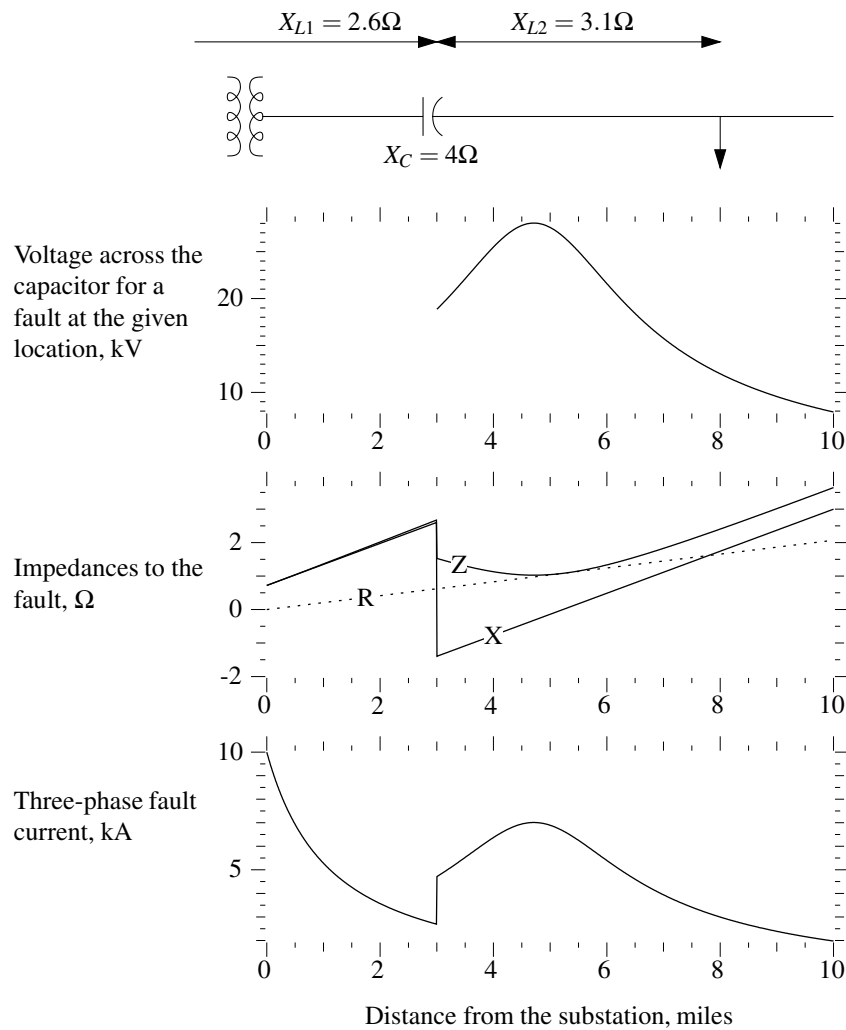 X_{L1} = 2.6Ω X_{L2} = 3.1Ω
X_C = 4Ω
Voltage across the
capacitor for a
fault at the given
location, kV
20
10
0 2 4 6 8 10
Impedances to the
fault, Ω
2
0
-2
Z
R
X
0 2 4 6 8 10
Three-phase fault
current, kA
10
5
0 2 4 6 8 10
Distance from the substation, miles